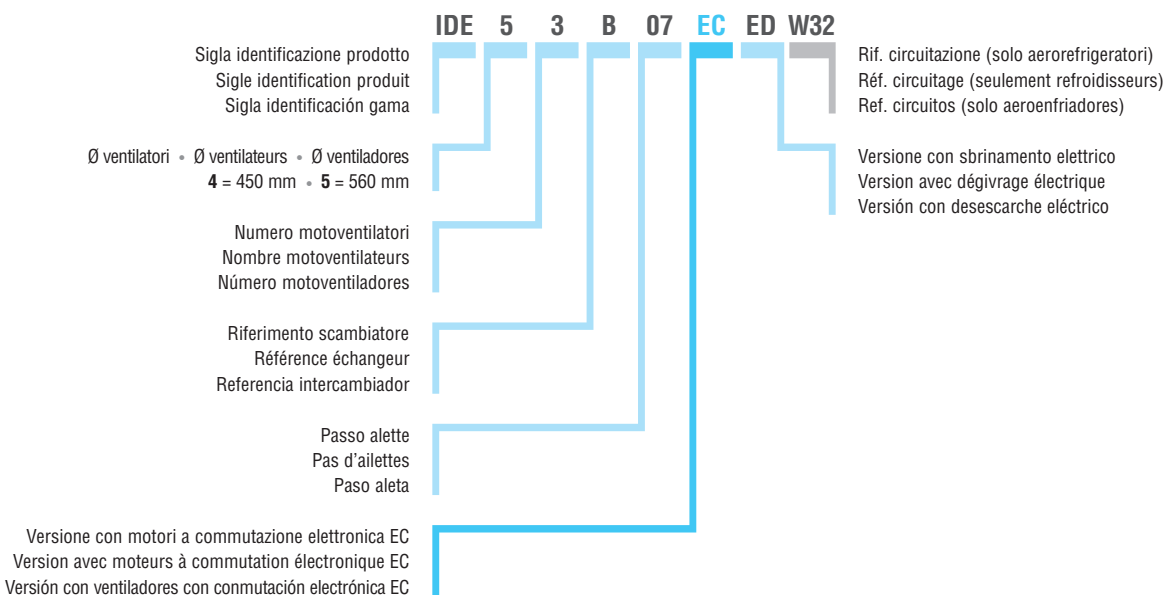 IDE 5 3 B 07 EC ED W32
Sigla identificazione prodotto
Sigle identification produit
Sigla identificación gama
Rif. circuitazione (solo aerorefrigeratori)
Réf. circuitage (seulement refroidisseurs)
Ref. circuitos (solo aeroenfriadores)
Ø ventilatori • Ø ventilateurs • Ø ventiladores
4 = 450 mm • 5 = 560 mm
Versione con sbrinamento elettrico
Version avec dégivrage électrique
Versión con desescarche eléctrico
Numero motoventilatori
Nombre motoventilateurs
Número motoventiladores
Riferimento scambiatore
Référence échangeur
Referencia intercambiador
Passo alette
Pas d'ailettes
Paso aleta
Versione con motori a commutazione elettronica EC
Version avec moteurs à commutation électronique EC
Versión con ventiladores con conmutación electrónica EC